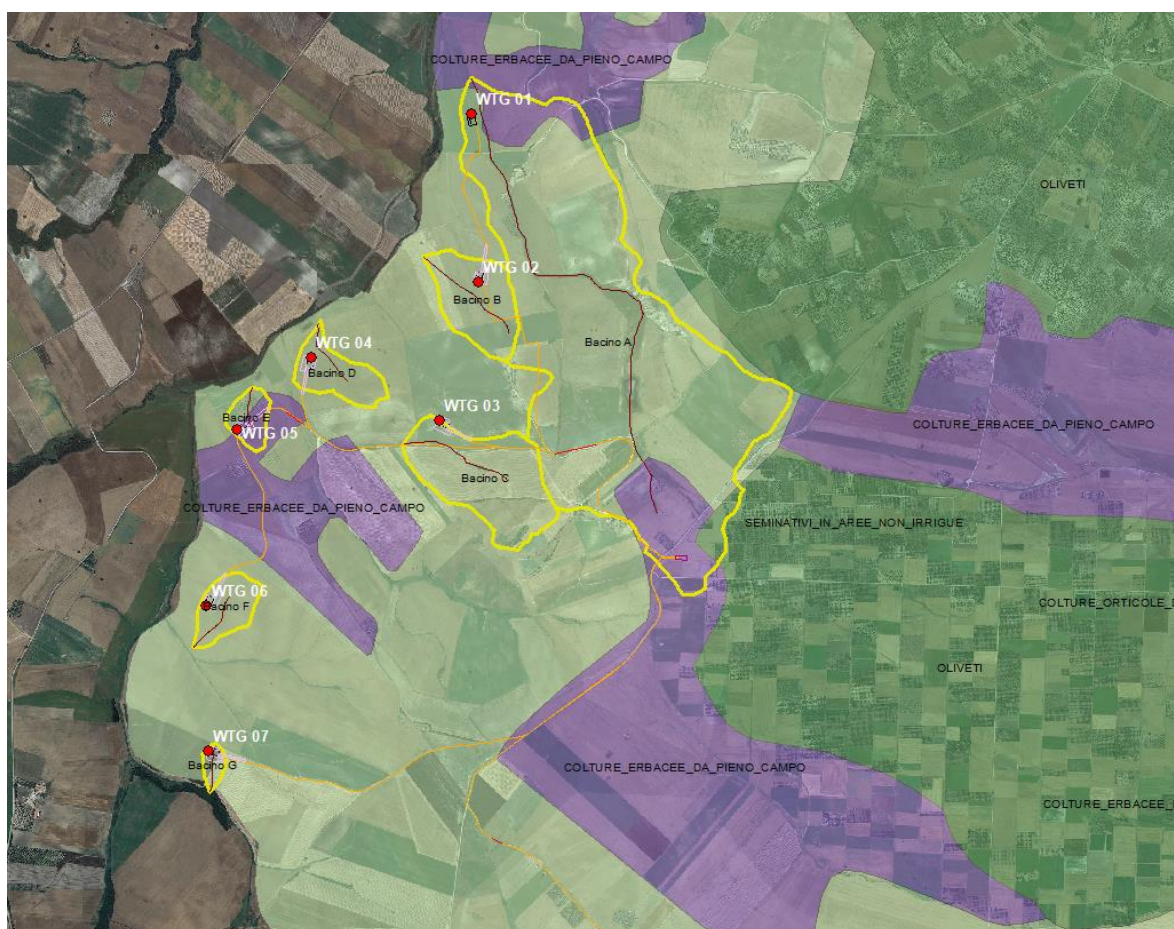 COLTURE_ERBACEE_DA_PIENO_CAMPO
WTG 01
OLIVETI
WTG 02
Bacino B
Bacino A
WTG 04
Bacino D
WTG 03
Bacino E
WTG 05
COLTURE_ERBACEE_DA_PIENO_CAMPO
Bacino C
COLTURE_ERBACEE_DA_PIENO_CAMPO
SEMINATIVI_IN_AREE_NON_IRRIGUE
WTG 06
Bacino F
COLTURE_ORTICOLE_
OLIVETI
WTG 07
Bacino G
COLTURE_ERBACEE_DA_PIENO_CAMPO
COLTURE_ERBACEE_